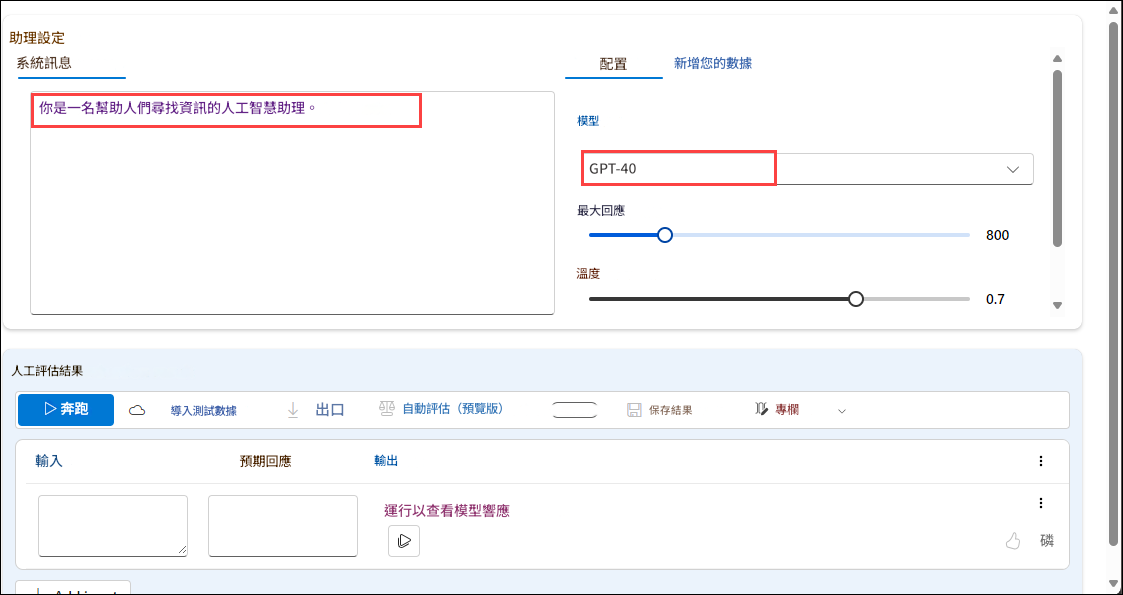 助理設定
系統訊息
你是一名幫助人們尋找資訊的人工智慧助理。
配置
新增您的數據
模型
GPT-40
最大回應
800
溫度
0.7
人工評估結果
奔跑
導入測試數據
出口
自動評估（預覽版）
保存結果
專欄
輸入
預期回應
輸出
運行以查看模型響應
磷